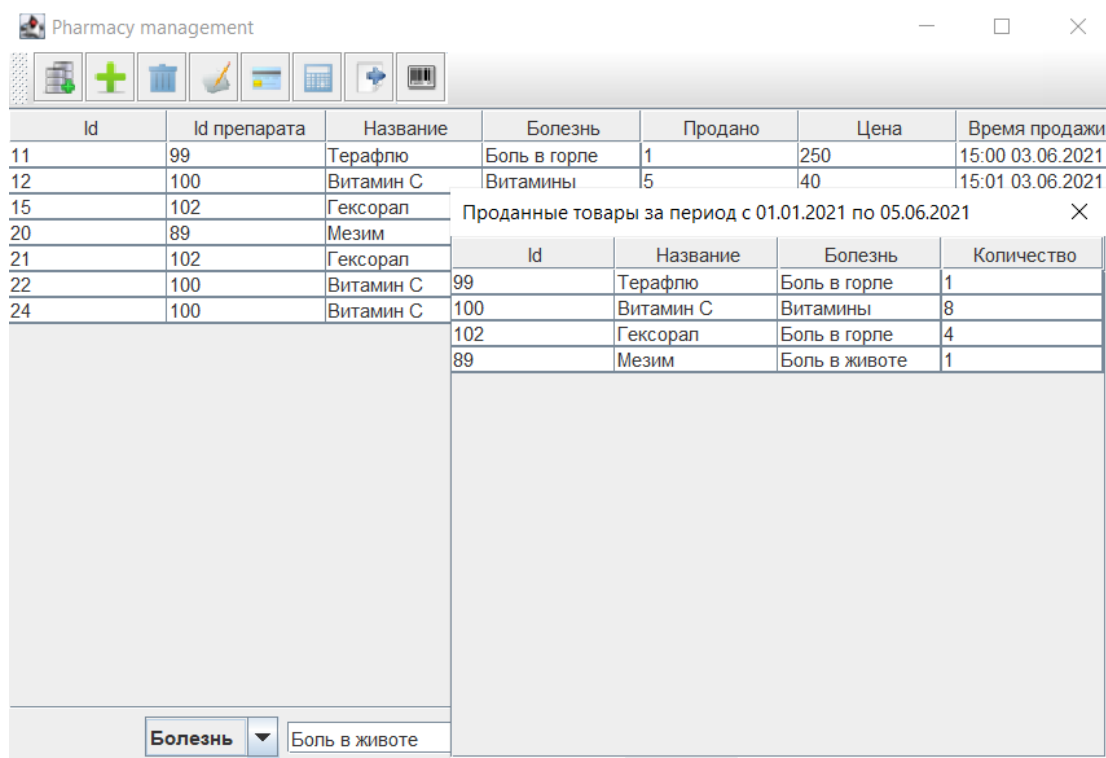 Pharmacy management
Id Id препарата Название Болезнь Продано Цена Время продажи
11 99 Терафлю Боль в горле 1 250 15:00 03.06.2021
12 100 Витамин С Витамины 5 40 15:01 03.06.2021
15 102 Гексорал
20 89 Мезим
21 102 Гексорал
22 100 Витамин С
24 100 Витамин С
Проданные товары за период с 01.01.2021 по 05.06.2021
Id Название Болезнь Количество
99 Терафлю Боль в горле 1
100 Витамин С Витамины 8
102 Гексорал Боль в горле 4
89 Мезим Боль в животе 1
Болезнь Боль в животе